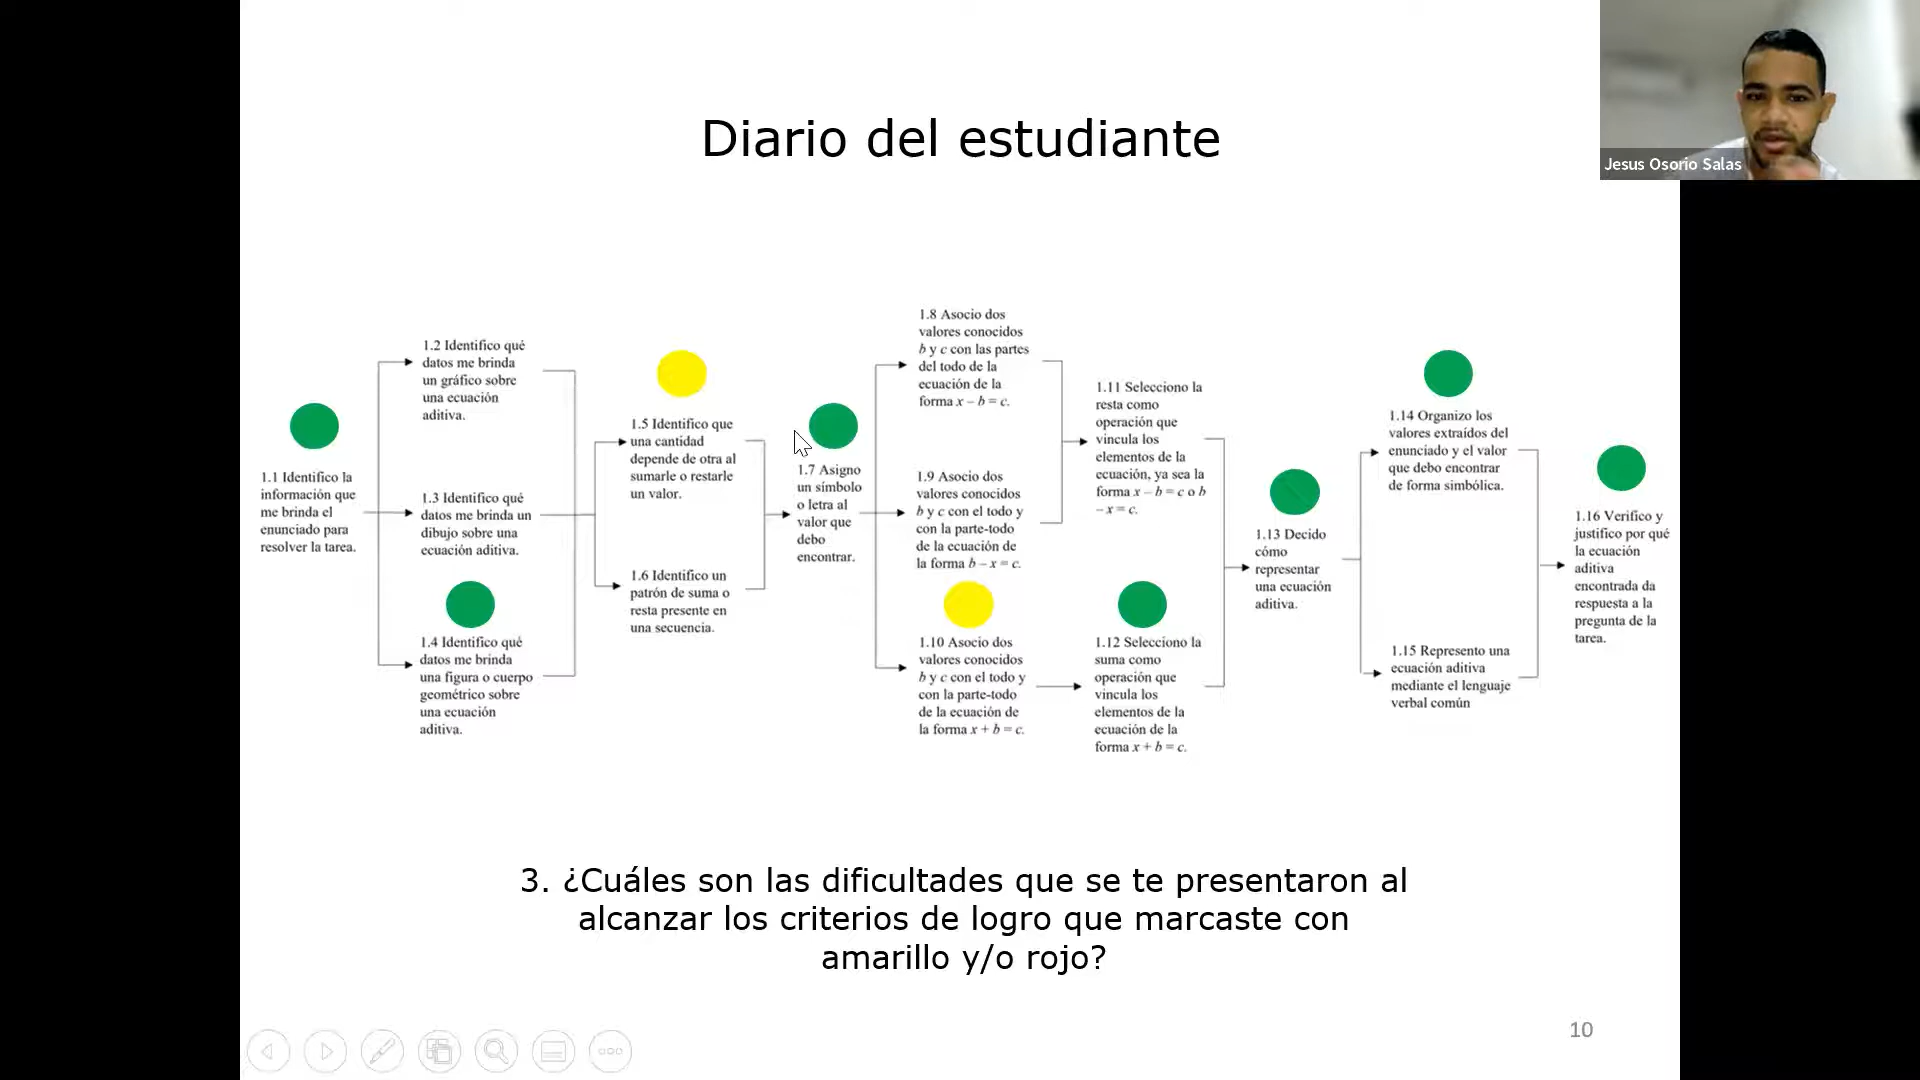 Diario del estudiante
Jesus Osorio Salas
1.1 Identifico la
información que
me brinda el
enunciado para
resolver la tarea.
1.2 Identifico qué
datos me brinda
un gráfico sobre
una ecuación
aditiva.
1.3 Identifico qué
datos me brinda un
dibujo sobre una
ecuación aditiva.
1.4 Identifico qué
datos me brinda
una figura o cuerpo
geométrico sobre
una ecuación
aditiva.
1.5 Identifico que
una cantidad
depende de otra al
sumarle o restarle
un valor.
1.6 Identifico un
patrón de suma o
resta presente en
una secuencia.
1.7 Asigno
un símbolo
o letra al
valor que
debo
encontrar.
1.8 Asocio dos
valores conocidos
b y c con las partes
del todo de la
ecuación de la
forma x – b = c.
1.9 Asocio dos
valores conocidos
b y c con el todo y
con la parte-todo
de la ecuación de
la forma b – x = c.
1.10 Asocio dos
valores conocidos
b y c con el todo y
con la parte-todo
de la ecuación de
la forma x + b = c.
1.11 Selecciono la
resta como
operación que
vincula los
elementos de la
ecuación, ya sea la
forma x – b = c o b
– x = c.
1.12 Selecciono la
suma como
operación que
vincula los
elementos de la
ecuación de la
forma x + b = c.
1.13 Decido
cómo
representar
una ecuación
aditiva.
1.14 Organizo los
valores extraídos del
enunciado y el valor
que debo encontrar
de forma simbólica.
1.15 Represento una
ecuación aditiva
mediante el lenguaje
verbal común
1.16 Verifico y
justifico por qué
la ecuación
aditiva
encontrada da
respuesta a la
pregunta de la
tarea.
3. ¿Cuáles son las dificultades que se te presentaron al
alcanzar los criterios de logro que marcaste con
amarillo y/o rojo?
10